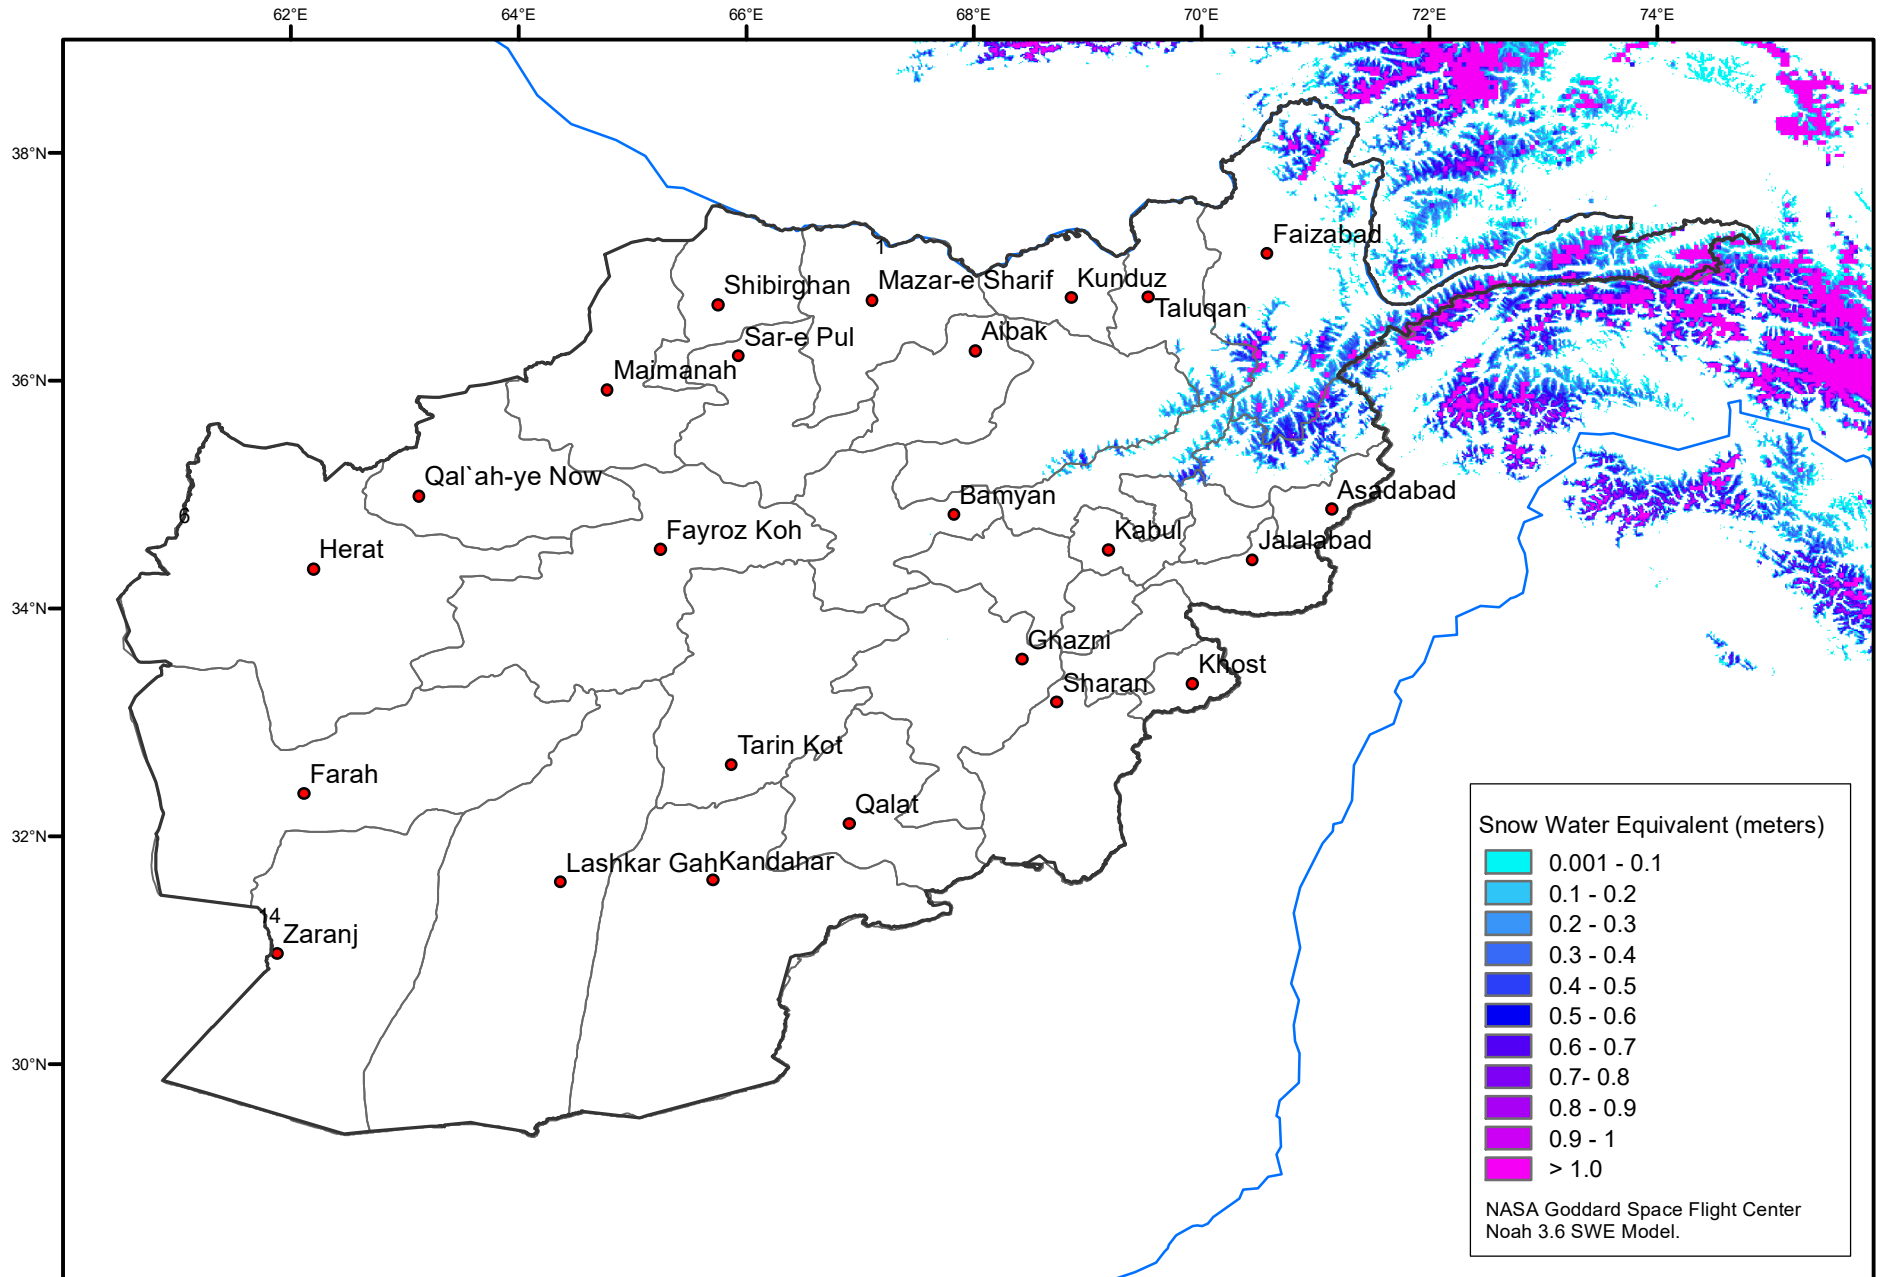 62°E
64°E
66°E
68°E
70°E
72°E
74°E
38°N
36°N
34°N
32°N
30°N
1
6
14
Faizabad
Shibirghan
Mazar-e Sharif
Kunduz
Taluqan
Sar-e Pul
Aibak
Maimanah
Qal`ah-ye Now
Bamyan
Asadabad
Fayroz Koh
Kabul
Jalalabad
Herat
Ghazni
Khost
Sharan
Tarin Kot
Farah
Qalat
Lashkar Gah
Kandahar
Zaranj
Snow Water Equivalent (meters)
0.001 - 0.1
0.1 - 0.2
0.2 - 0.3
0.3 - 0.4
0.4 - 0.5
0.5 - 0.6
0.6 - 0.7
0.7- 0.8
0.8 - 0.9
0.9 - 1
> 1.0
NASA Goddard Space Flight Center
Noah 3.6 SWE Model.